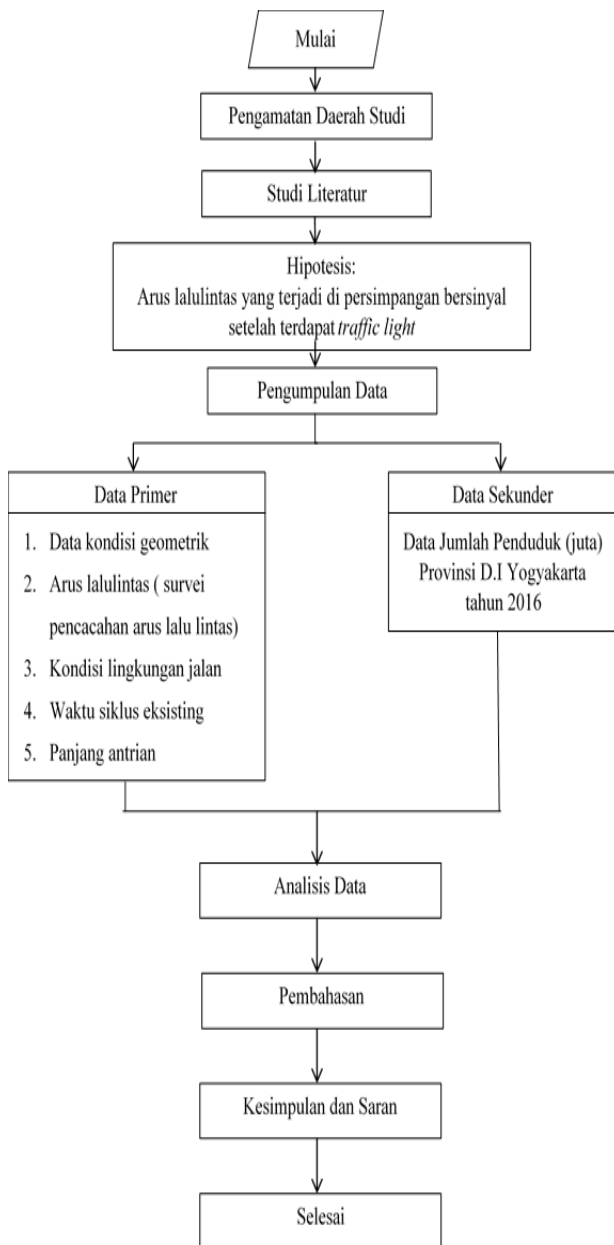 Mulai
Pengamatan Daerah Studi
Studi Literatur
Hipotesis:
Arus lalulintas yang terjadi di persimpangan bersinyal
setelah terdapat traffic light
Pengumpulan Data
Data Primer
1. Data kondisi geometrik
2. Arus lalulintas ( survei
pencacahan arus lalu lintas)
3. Kondisi lingkungan jalan
4. Waktu siklus eksisting
5. Panjang antrian
Data Sekunder
Data Jumlah Penduduk (juta)
Provinsi D.I Yogyakarta
tahun 2016
Analisis Data
Pembahasan
Kesimpulan dan Saran
Selesai